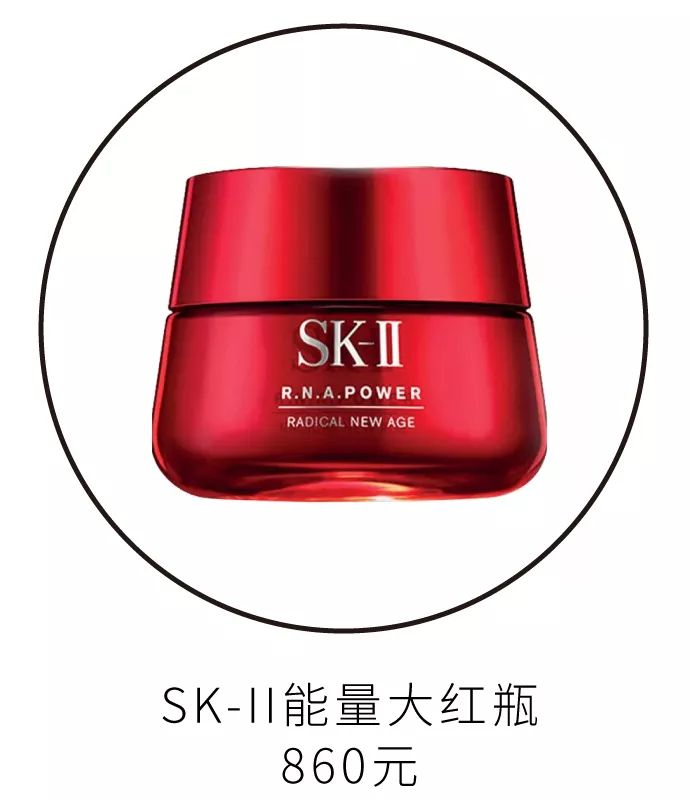 SK-II
R.N.A.POWER
RADICAL NEW AGE
SK-II能量大红瓶
860元